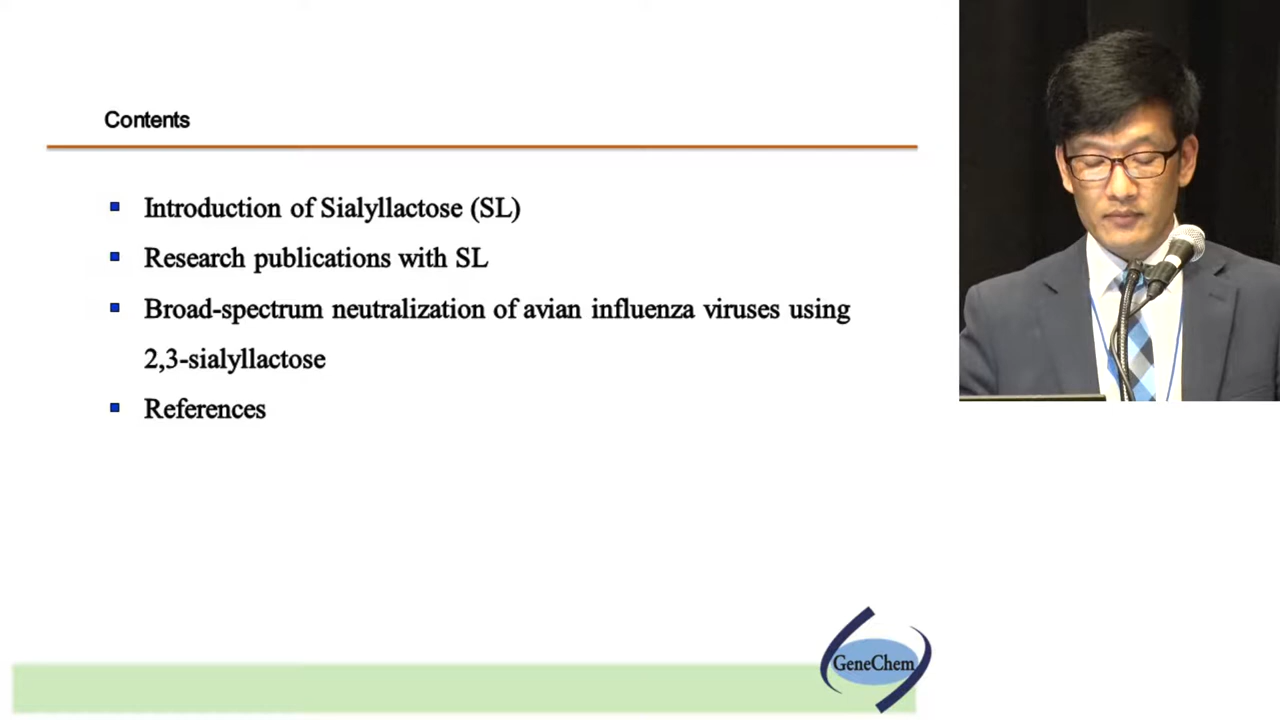 Contents
Introduction of Sialyllactose (SL)
Research publications with SL
Broad-spectrum neutralization of avian influenza viruses using
2,3-sialyllactose
References
GeneChem